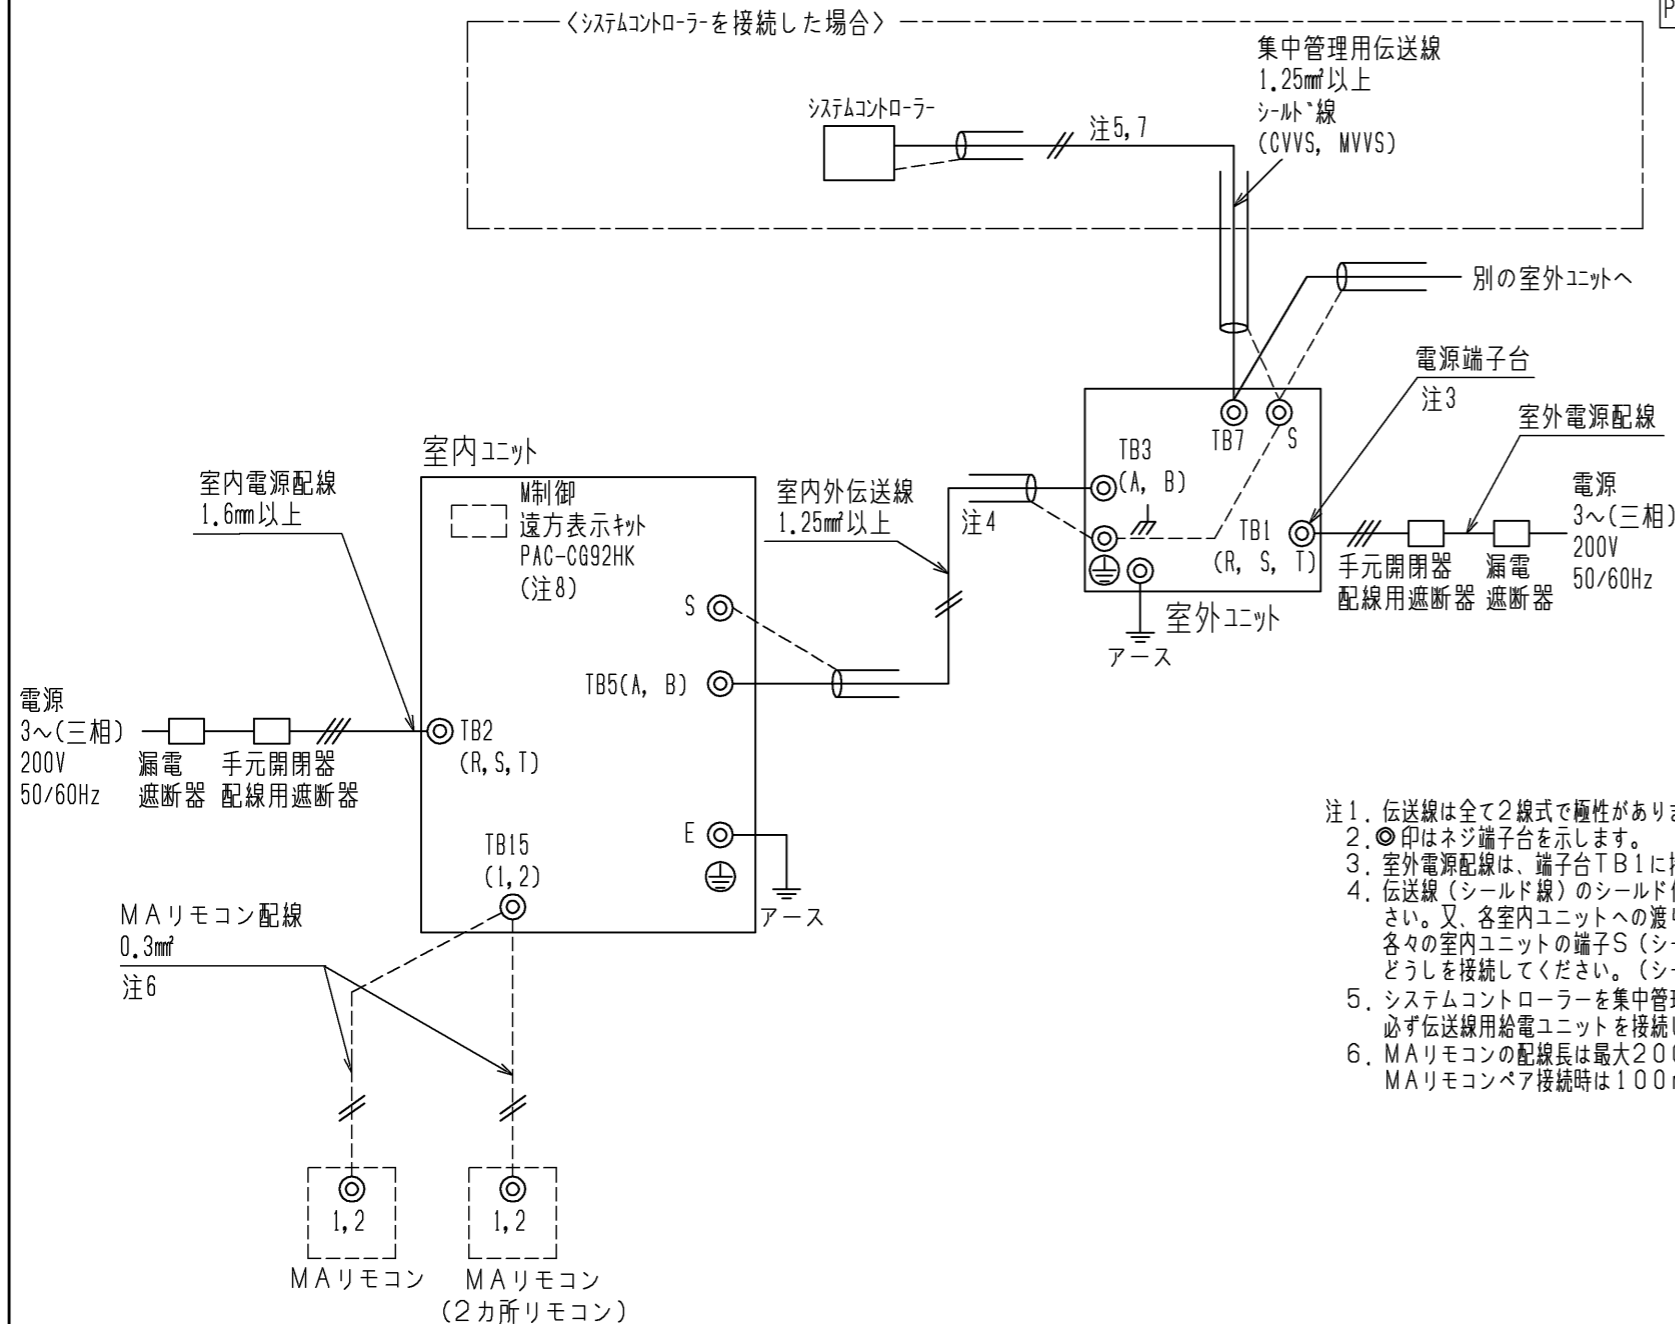 P
〈システムコントローラーを接続した場合〉
集中管理用伝送線
1.25㎟以上
シールド線
(CVVS, MVVS)
システムコントローラー
注5,7
別の室外ユニットへ
電源端子台
注3
室外電源配線
電源
3～(三相)
200V
50/60Hz
TB7
S
TB3
(A, B)
TB1
(R, S, T)
手元開閉器
配線用遮断器
漏電
遮断器
室外ユニット
アース
室内ユニット
M制御
遠方表示キット
PAC-CG92HK
(注8)
室内電源配線
1.6mm以上
室内外伝送線
1.25㎟以上
注4
S
TB5(A, B)
電源
3～(三相)
200V
50/60Hz
漏電
遮断器
手元開閉器
配線用遮断器
TB2
(R,S,T)
TB15
(1,2)
E
アース
MAリモコン配線
0.3㎟
注6
1,2
MAリモコン
1,2
MAリモコン
(2カ所リモコン)
注1. 伝送線は全て2線式で極性がありま
2.◎印はネジ端子台を示します。
3. 室外電源配線は、端子台TB1に接
4. 伝送線(シールド線)のシールド
さい。又、各室内ユニットへの渡り
各々の室内ユニットの端子S(シー
どうしを接続してください。(シー
5. システムコントローラーを集中管理
必ず伝送線用給電ユニットを接続し
6. MAリモコンの配線長は最大200
MAリモコンペア接続時は100m